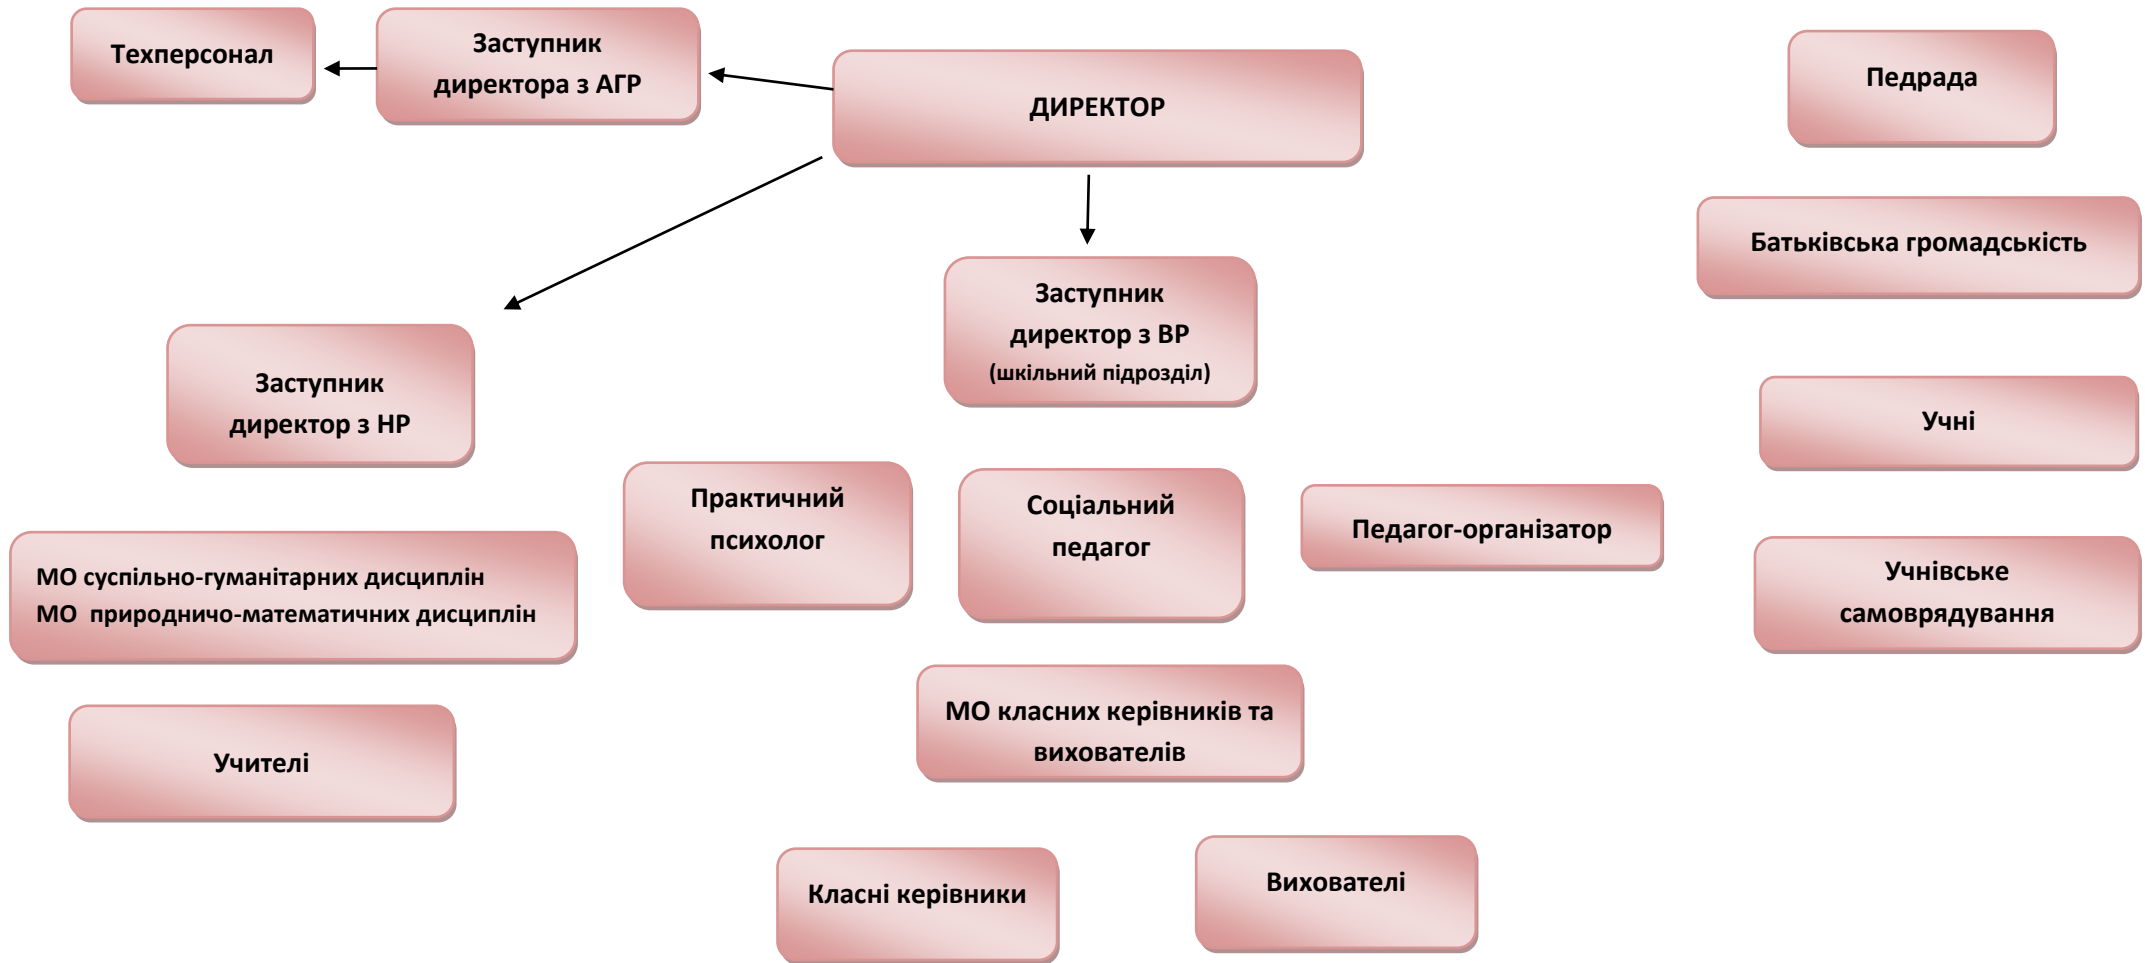 Техперсонал
Заступник
директора з АГР
ДИРЕКТОР
Педрада
Батьківська громадськість
Заступник
директор з ВР
(шкільний підрозділ)
Заступник
директор з НР
Учні
Практичний
психолог
Соціальний
педагог
Педагог-організатор
МО суспільно-гуманітарних дисциплін
МО  природничо-математичних дисциплін
Учнівське
самоврядування
МО класних керівників та
вихователів
Учителі
Класні керівники
Вихователі